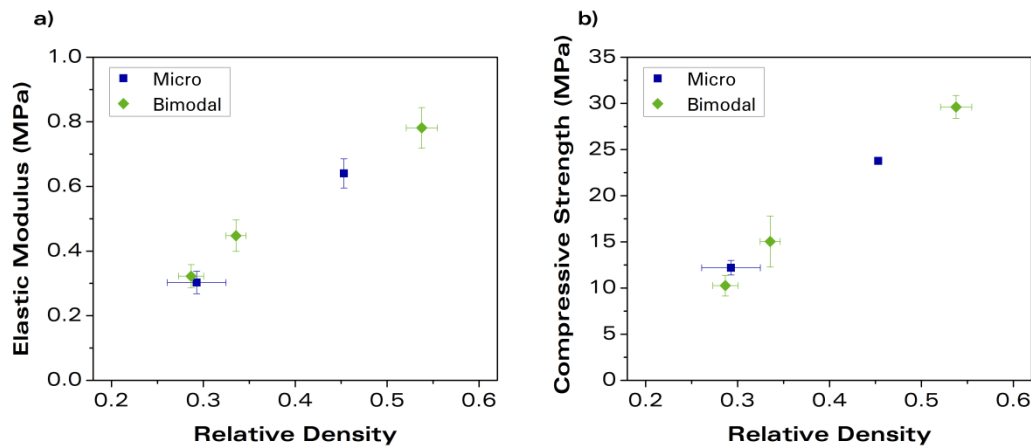 a)
Elastic Modulus (MPa)
1.0
0.8
0.6
0.4
0.2
0.0
Micro
Bimodal
0.2 0.3 0.4 0.5 0.6
Relative Density
b)
Compressive Strength (MPa)
35
30
25
20
15
10
5
0
Micro
Bimodal
0.2 0.3 0.4 0.5 0.6
Relative Density